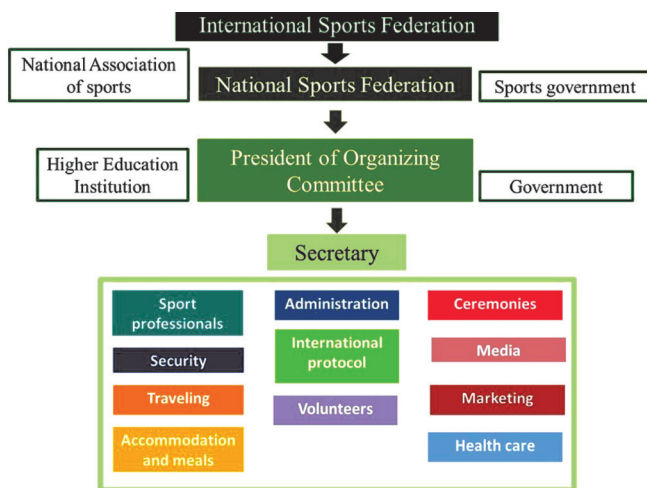 International Sports Federation
National Association
of sports
National Sports Federation
Sports government
Higher Education
Institution
President of Organizing
Committee
Government
Secretary
Sport
professionals
Administration
Ceremonies
Security
International
protocol
Media
Traveling
Volunteers
Marketing
Accommodation
and meals
Health care